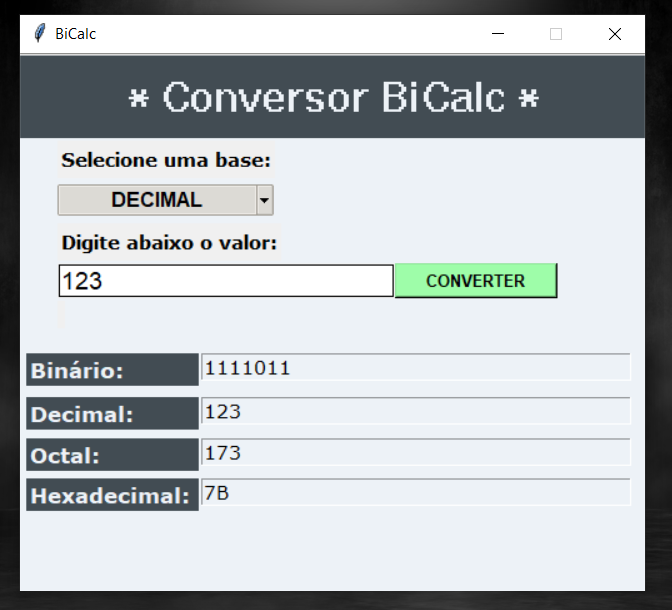 BiCalc
* Conversor BiCalc *
Selecione uma base:
DECIMAL
Digite abaixo o valor:
123 CONVERTER
Binário: 1111011
Decimal: 123
Octal: 173
Hexadecimal: 7B